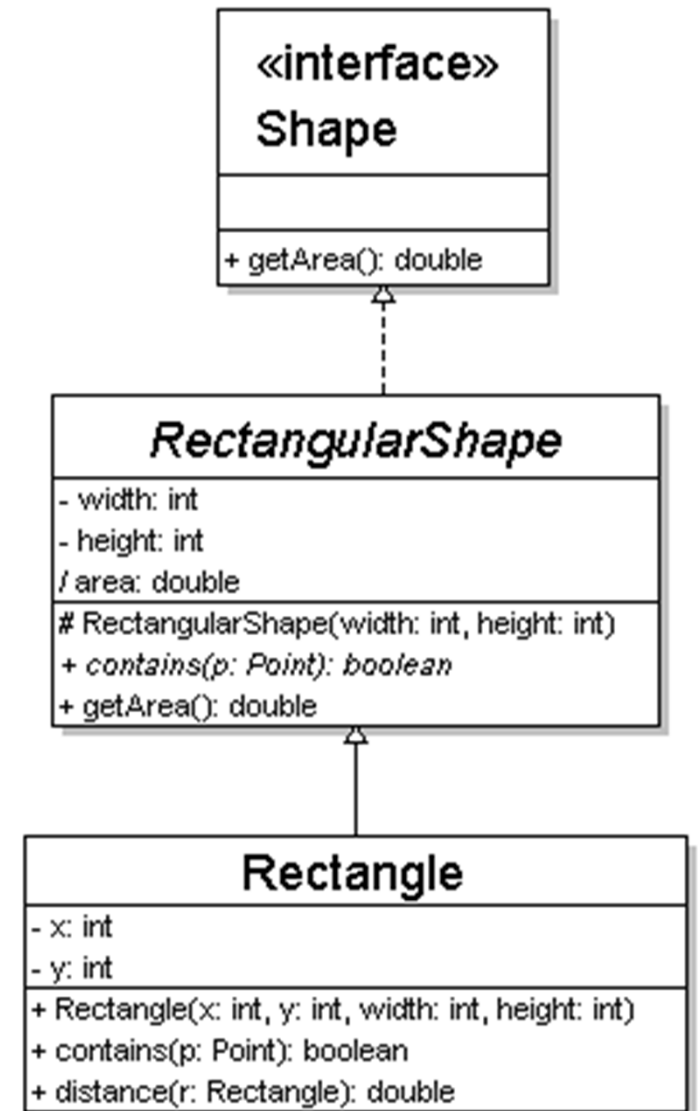 «interface»
Shape
+ getArea(): double
RectangularShape
- width: int
- height: int
/ area: double
# RectangularShape(width: int, height: int)
+ contains(p: Point): boolean
+ getArea(): double
Rectangle
- x: int
- y: int
+ Rectangle(x: int, y: int, width: int, height: int)
+ contains(p: Point): boolean
+ distance(r: Rectangle): double